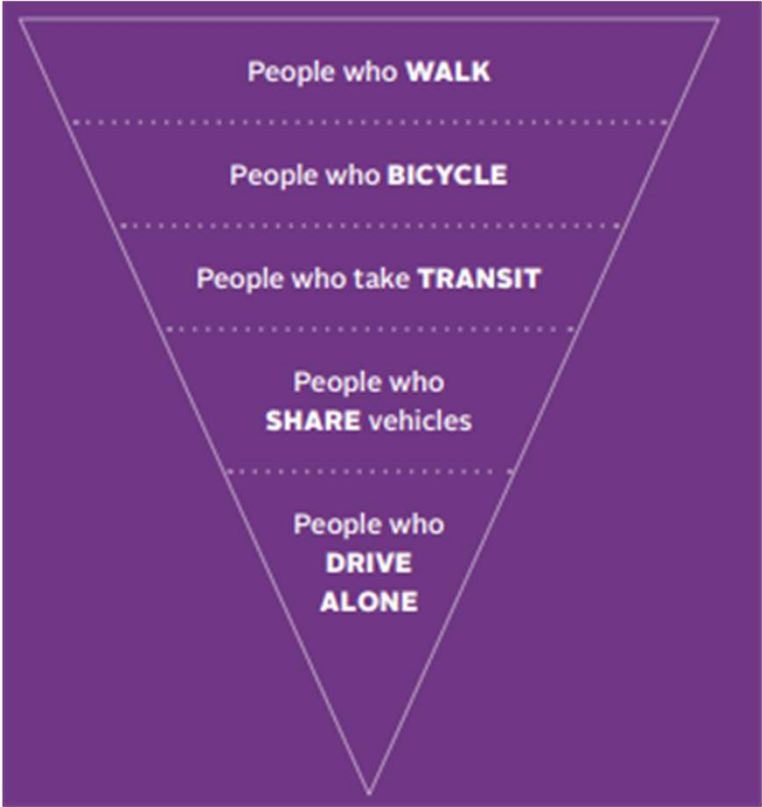 People who WALK
People who BICYCLE
People who take TRANSIT
People who
SHARE vehicles
People who
DRIVE
ALONE